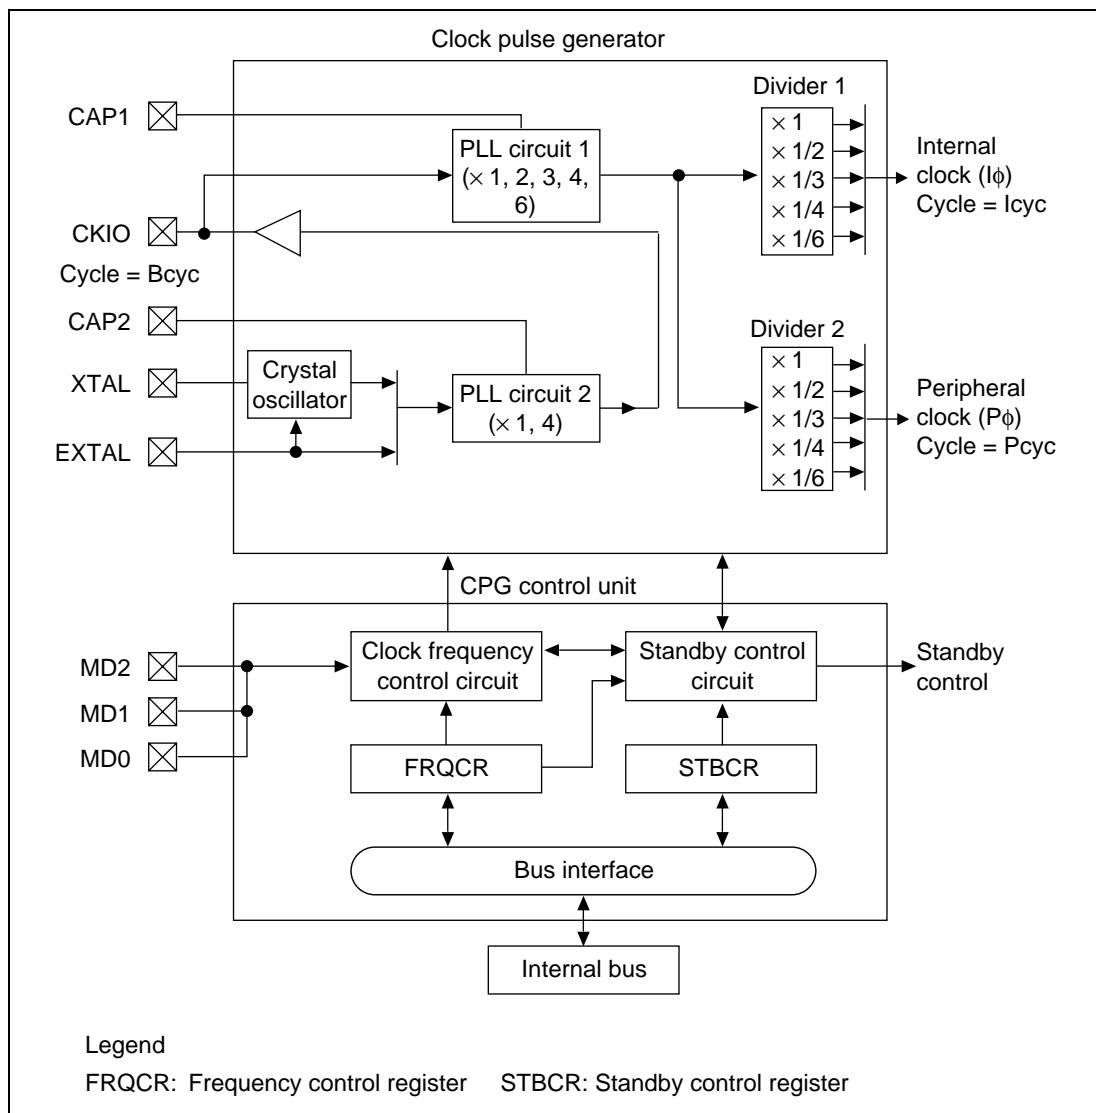 Clock pulse generator
CAP1
CKIO
Cycle = Bcyc
CAP2
XTAL
EXTAL
PLL circuit 1
(× 1, 2, 3, 4,
6)
Crystal
oscillator
PLL circuit 2
(× 1, 4)
Divider 1
× 1
× 1/2
× 1/3
× 1/4
× 1/6
Internal
clock (Iϕ)
Cycle = Icyc
Divider 2
× 1
× 1/2
× 1/3
× 1/4
× 1/6
Peripheral
clock (Pϕ)
Cycle = Pcyc
CPG control unit
MD2
MD1
MD0
Clock frequency
control circuit
Standby control
circuit
Standby
control
FRQCR
STBCR
Bus interface
Internal bus
Legend
FRQCR: Frequency control register STBCR: Standby control register